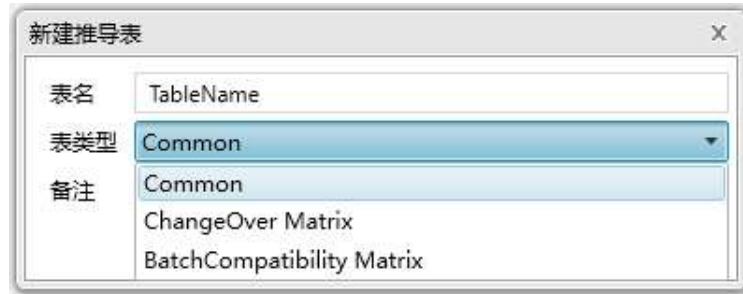 新建推导表
表名 TableName
表类型 Common
备注 Common
ChangeOver Matrix
BatchCompatibility Matrix